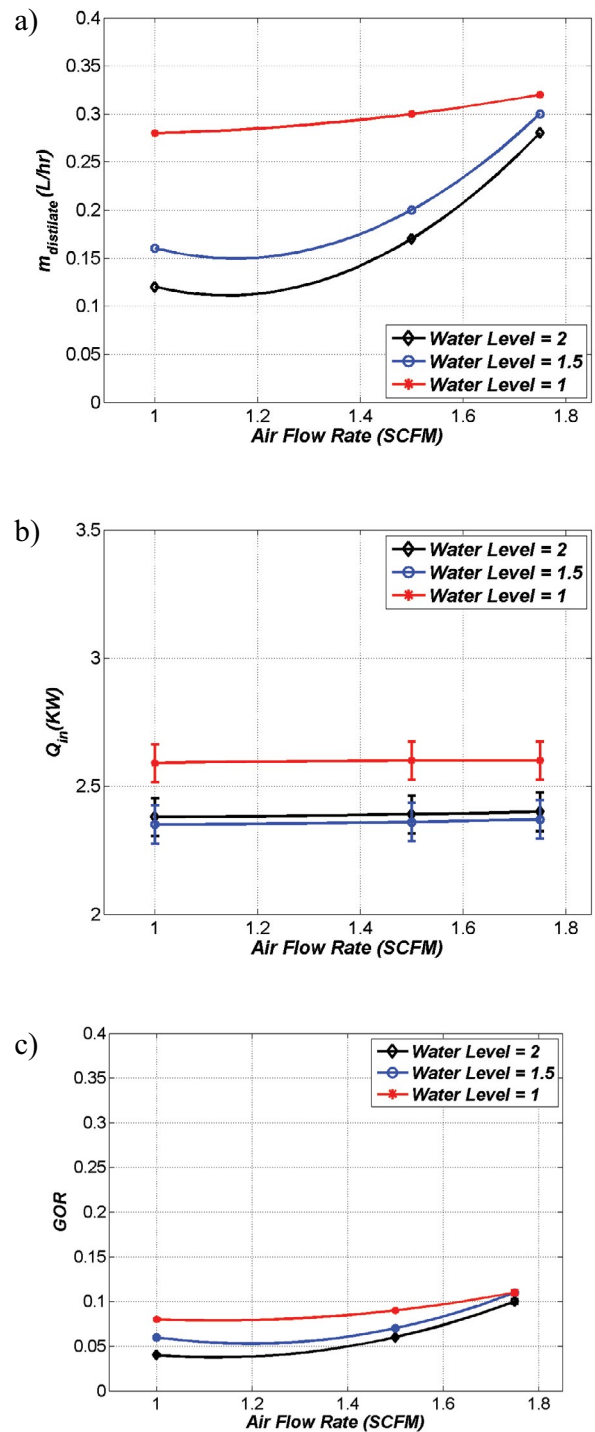 a)
0.4
0.35
0.3
0.25
0.2
0.15
0.1
0.05
0
m_distilate (L/hr)
Water Level = 2
Water Level = 1.5
Water Level = 1
1 1.2 1.4 1.6 1.8
Air Flow Rate (SCFM)
b)
3.5
3
2.5
2
Q_in(KW)
Water Level = 2
Water Level = 1.5
Water Level = 1
1 1.2 1.4 1.6 1.8
Air Flow Rate (SCFM)
c)
0.4
0.35
0.3
0.25
0.2
0.15
0.1
0.05
0
GOR
Water Level = 2
Water Level = 1.5
Water Level = 1
1 1.2 1.4 1.6 1.8
Air Flow Rate (SCFM)